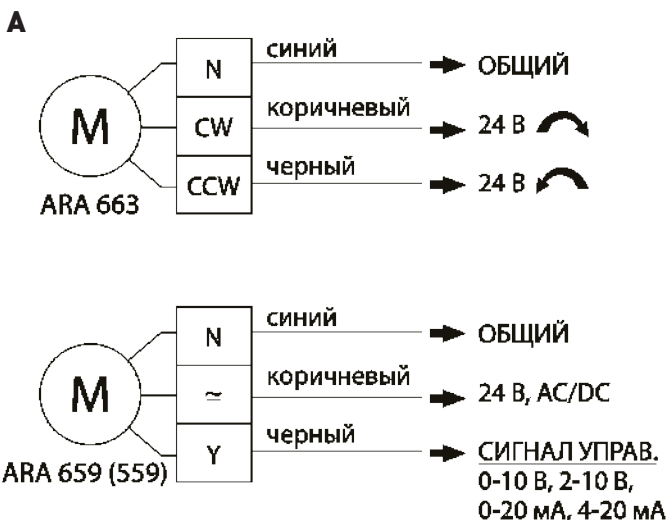 A
синий
N
ОБЩИЙ
коричневый
M
CW
24 В
черный
CCW
24 В
ARA 663
синий
N
ОБЩИЙ
коричневый
M
≃
24 В, AC/DC
черный
Y
СИГНАЛ УПРАВ.
ARA 659 (559)
0-10 В, 2-10 В,
0-20 мА, 4-20 мА